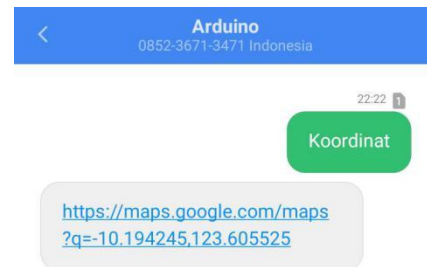 Arduino
0852-3671-3471 Indonesia
22:22 1
Koordinat
https://maps.google.com/maps
?q=-10.194245,123.605525